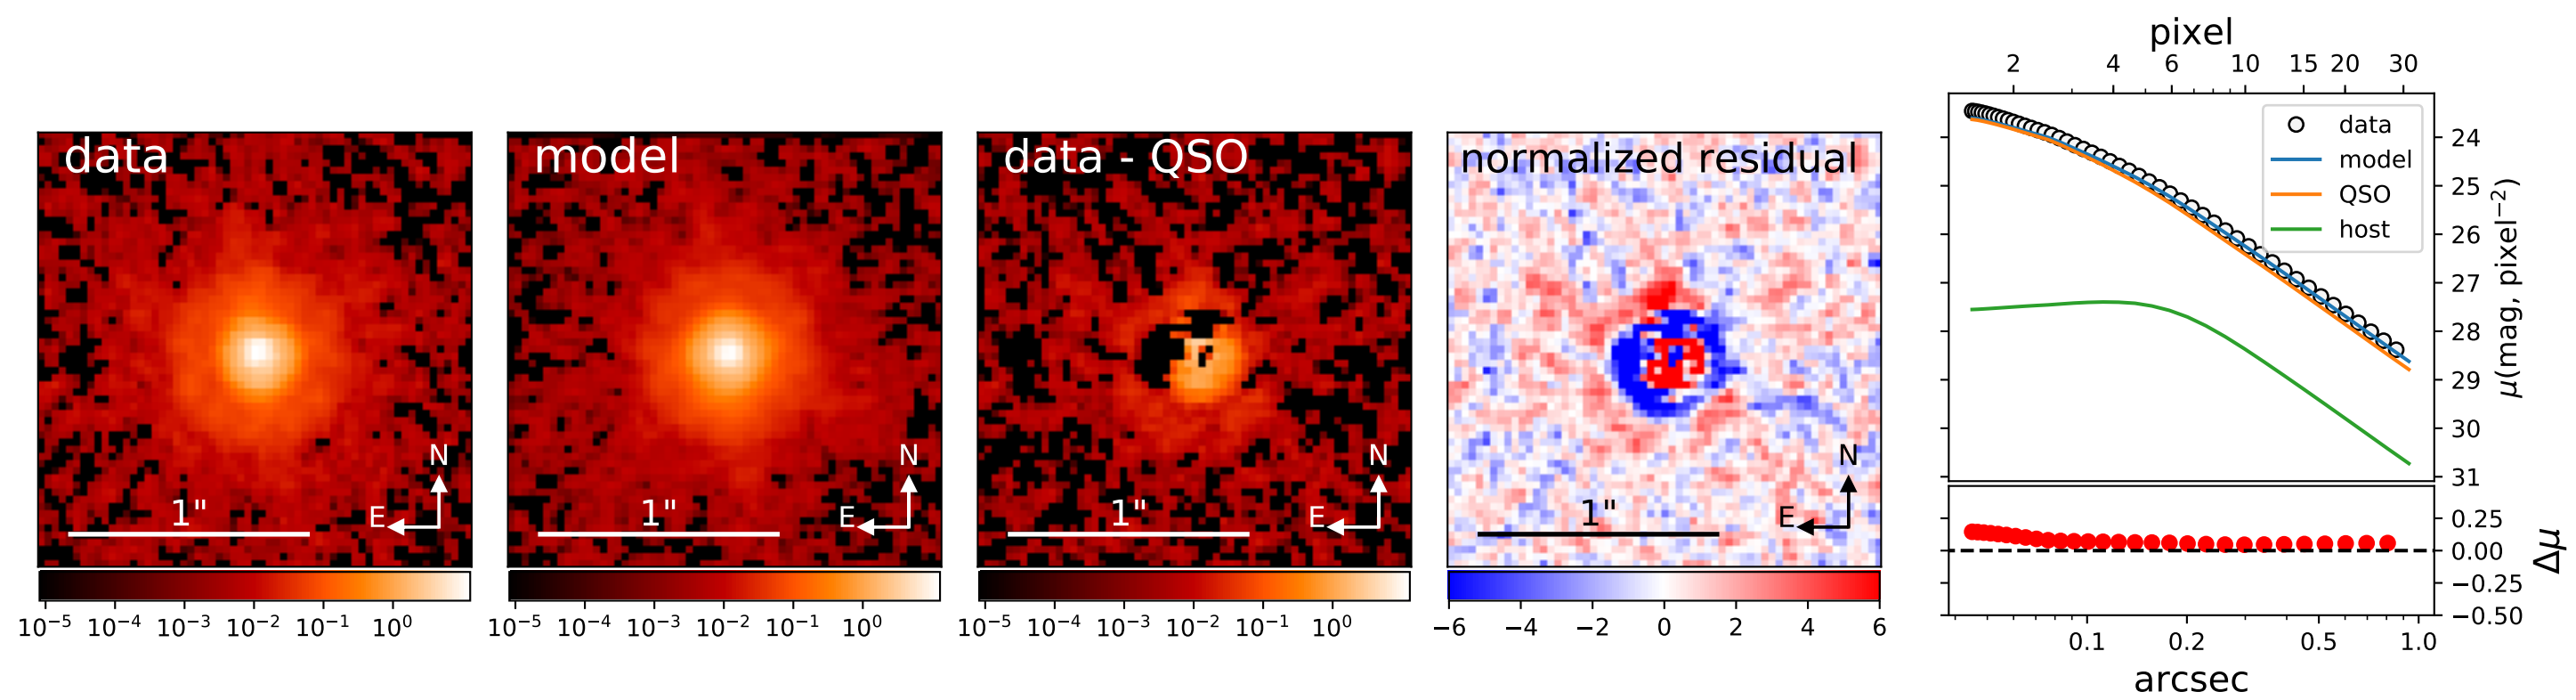 data
N
E
1"
10⁻⁵ 10⁻⁴ 10⁻³ 10⁻² 10⁻¹ 10⁰
model
N
E
1"
10⁻⁵ 10⁻⁴ 10⁻³ 10⁻² 10⁻¹ 10⁰
data - QSO
N
E
1"
10⁻⁵ 10⁻⁴ 10⁻³ 10⁻² 10⁻¹ 10⁰
normalized residual
N
E
1"
−6 −4 −2 0 2 4 6
pixel
2 4 6 10 15 20 30
data
model
QSO
host
24
25
26
27
28
29
30
31
μ(mag, pixel⁻²)
0.25
0.00
−0.25
−0.50
Δμ
0.1 0.2 0.5 1.0
arcsec